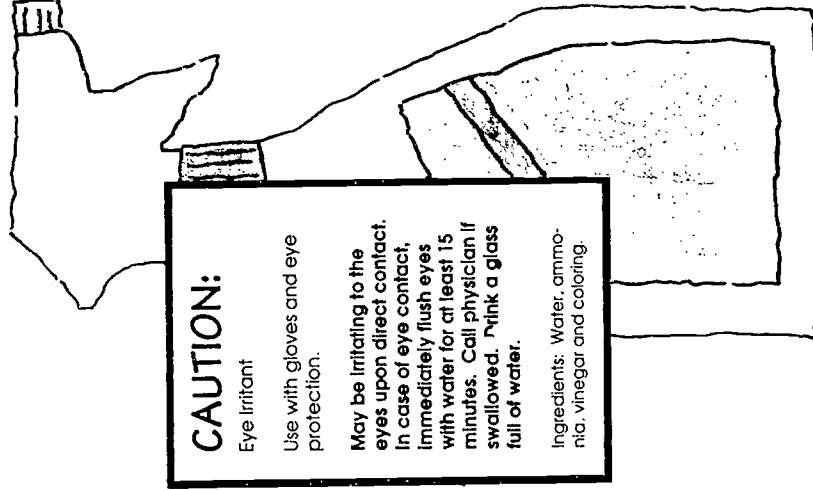 CAUTION:
Eye Irritant
Use with gloves and eye
protection.
May be irritating to the
eyes upon direct contact.
In case of eye contact,
immediately flush eyes
with water for at least 15
minutes. Call physician if
swallowed. Drink a glass
full of water.
Ingredients: Water, ammo-
nia, vinegar and coloring.